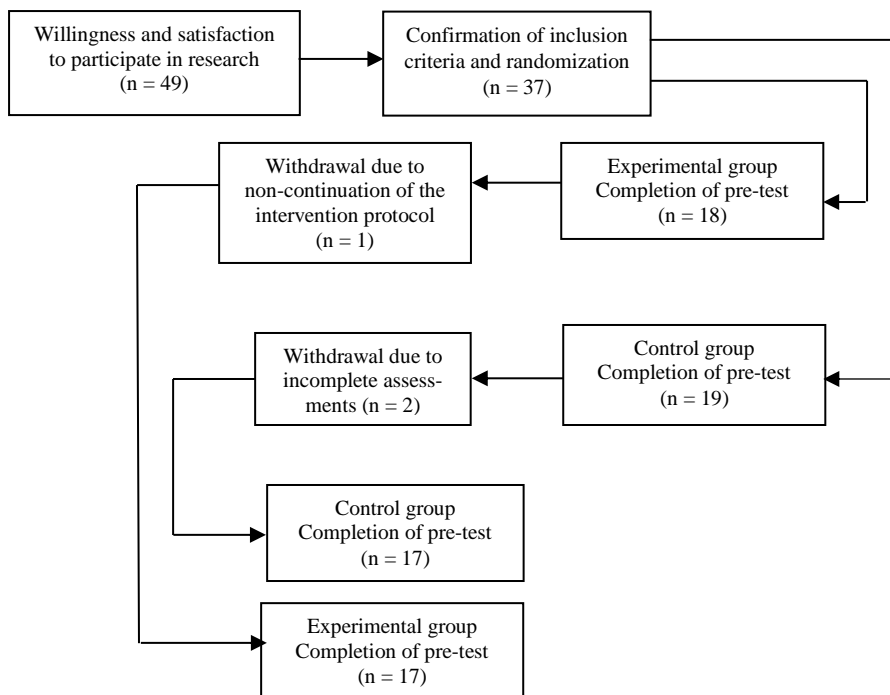 Willingness and satisfaction
to participate in research
(n = 49)
Confirmation of inclusion
criteria and randomization
(n = 37)
Withdrawal due to
non-continuation of the
intervention protocol
(n = 1)
Experimental group
Completion of pre-test
(n = 18)
Withdrawal due to
incomplete assess-
ments (n = 2)
Control group
Completion of pre-test
(n = 19)
Control group
Completion of pre-test
(n = 17)
Experimental group
Completion of pre-test
(n = 17)